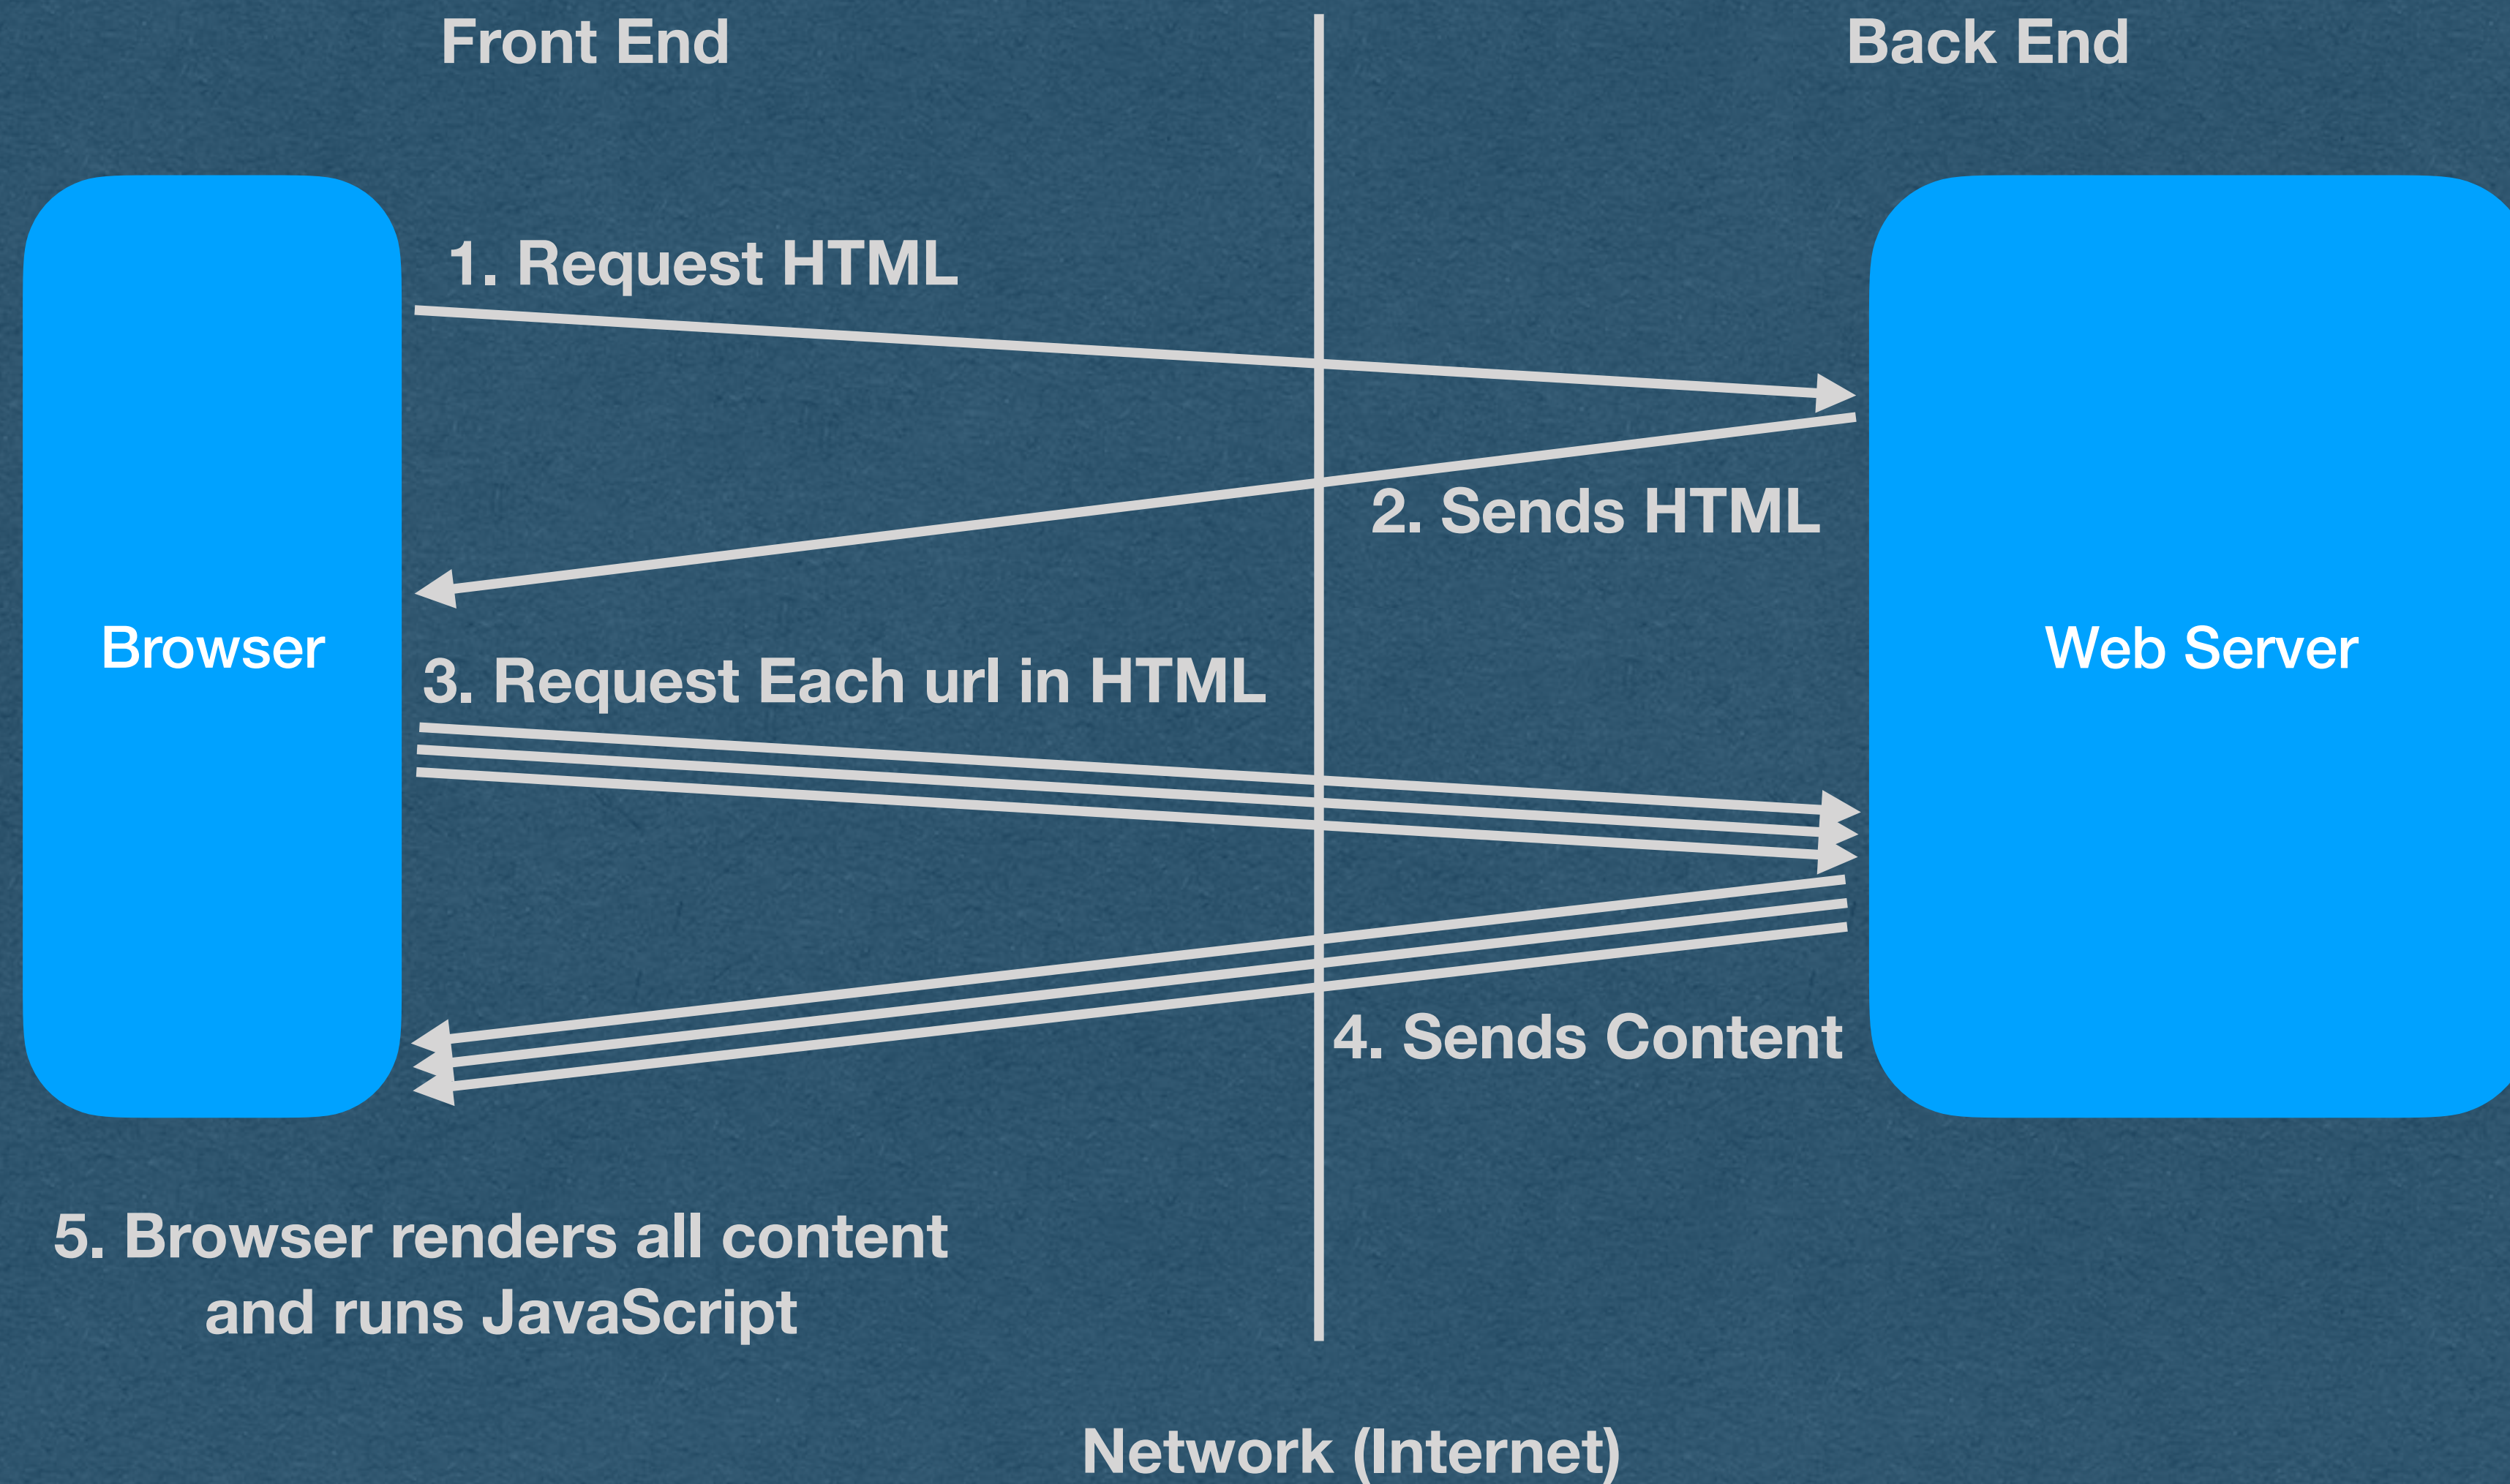 Front End
Back End
1. Request HTML
2. Sends HTML
Browser
Web Server
3. Request Each url in HTML
4. Sends Content
5. Browser renders all content
and runs JavaScript
Network (Internet)